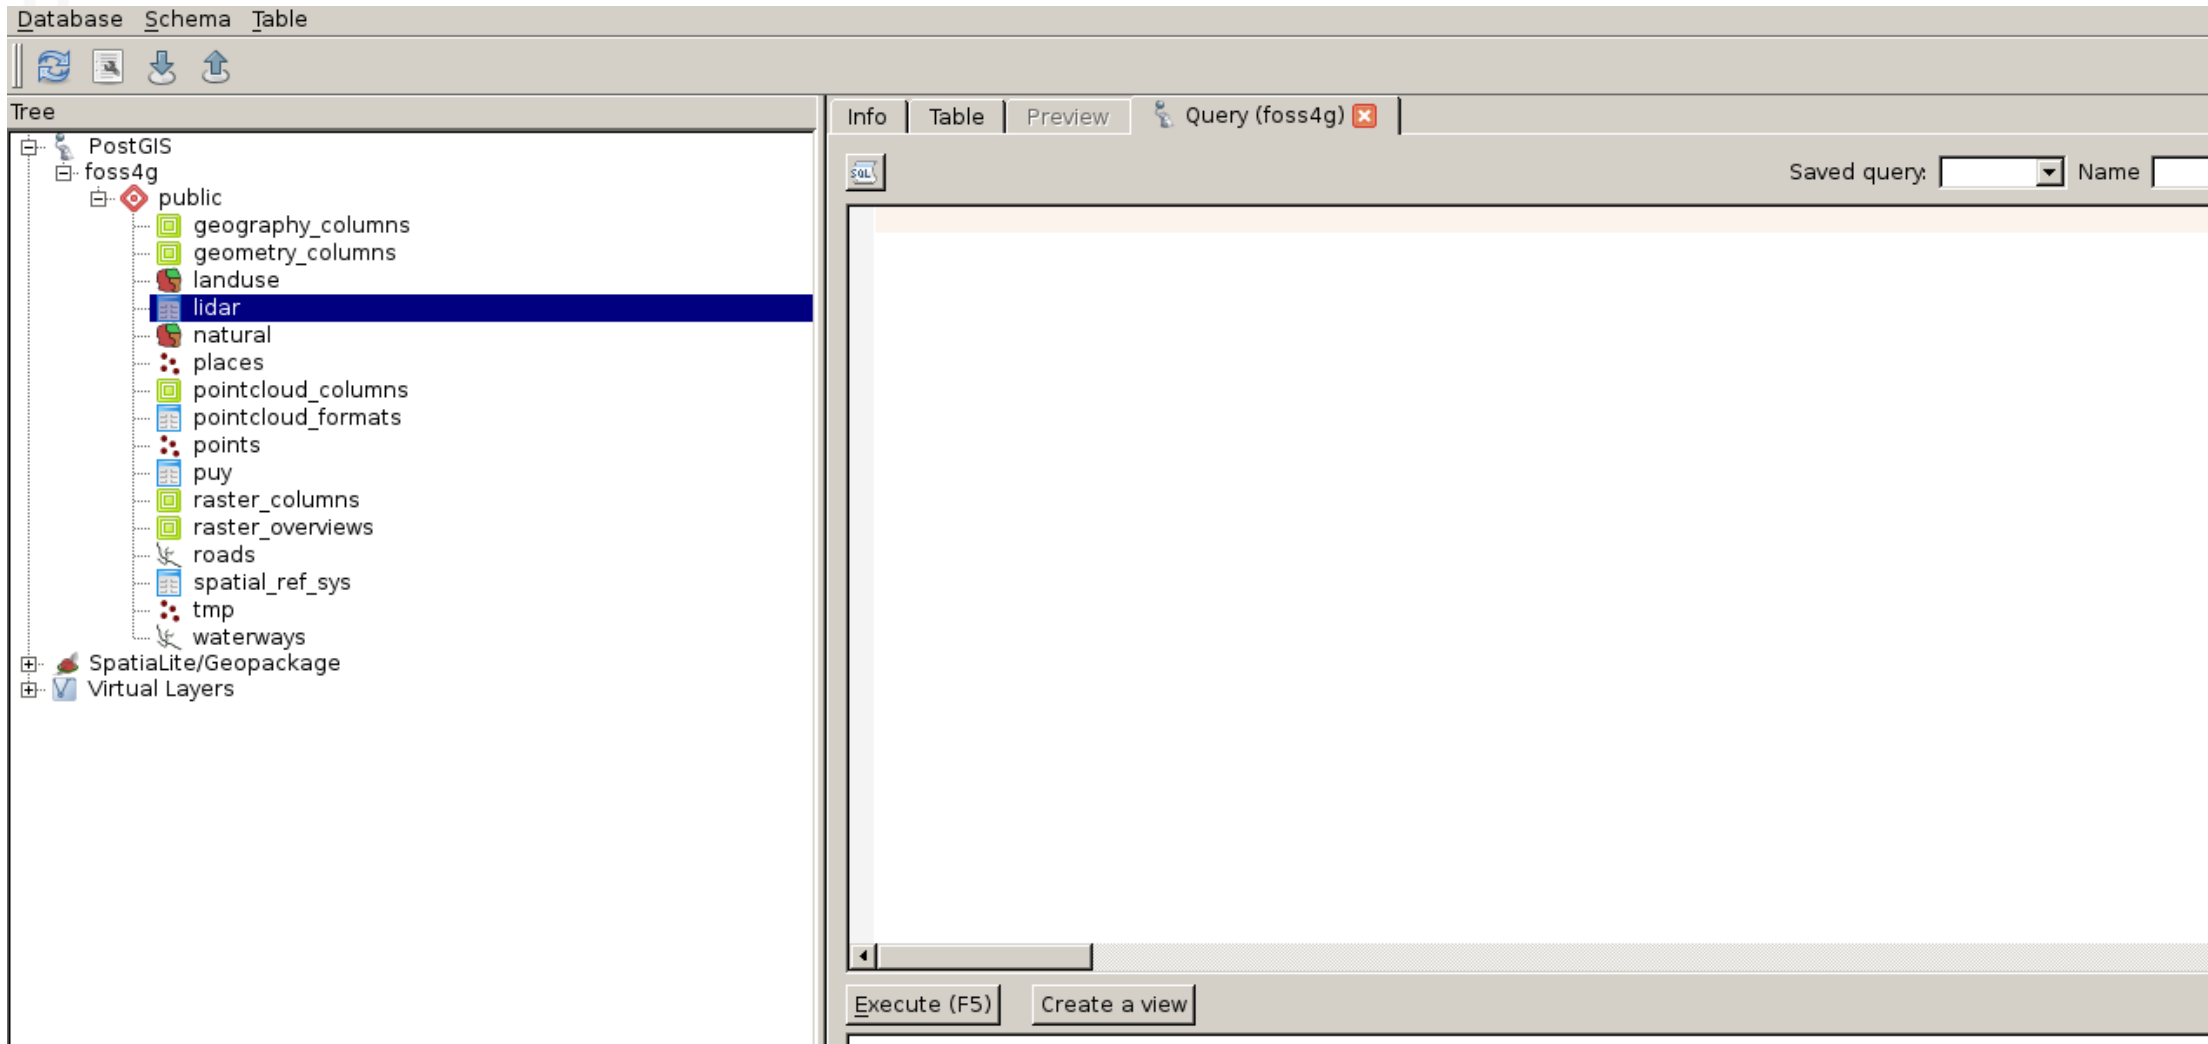 Database Schema Table
Tree
PostGIS
foss4g
public
geography_columns
geometry_columns
landuse
lidar
natural
places
pointcloud_columns
pointcloud_formats
points
puy
raster_columns
raster_overviews
roads
spatial_ref_sys
tmp
waterways
SpatiaLite/Geopackage
Virtual Layers
Info Table Preview Query (foss4g)
SQL Saved query: Name
Execute (F5) Create a view